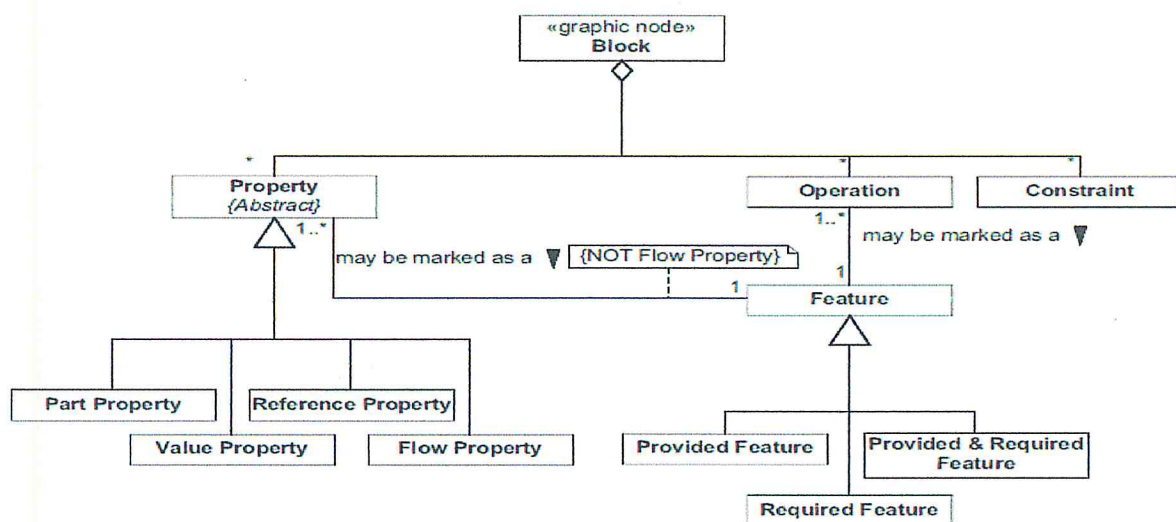 «graphic node»
Block
*
*
*
Property
{Abstract}
Operation
Constraint
1..*
1..*
may be marked as a
may be marked as a
{NOT Flow Property}
1
1
Feature
Part Property
Reference Property
Value Property
Flow Property
Provided Feature
Provided & Required
Feature
Required Feature